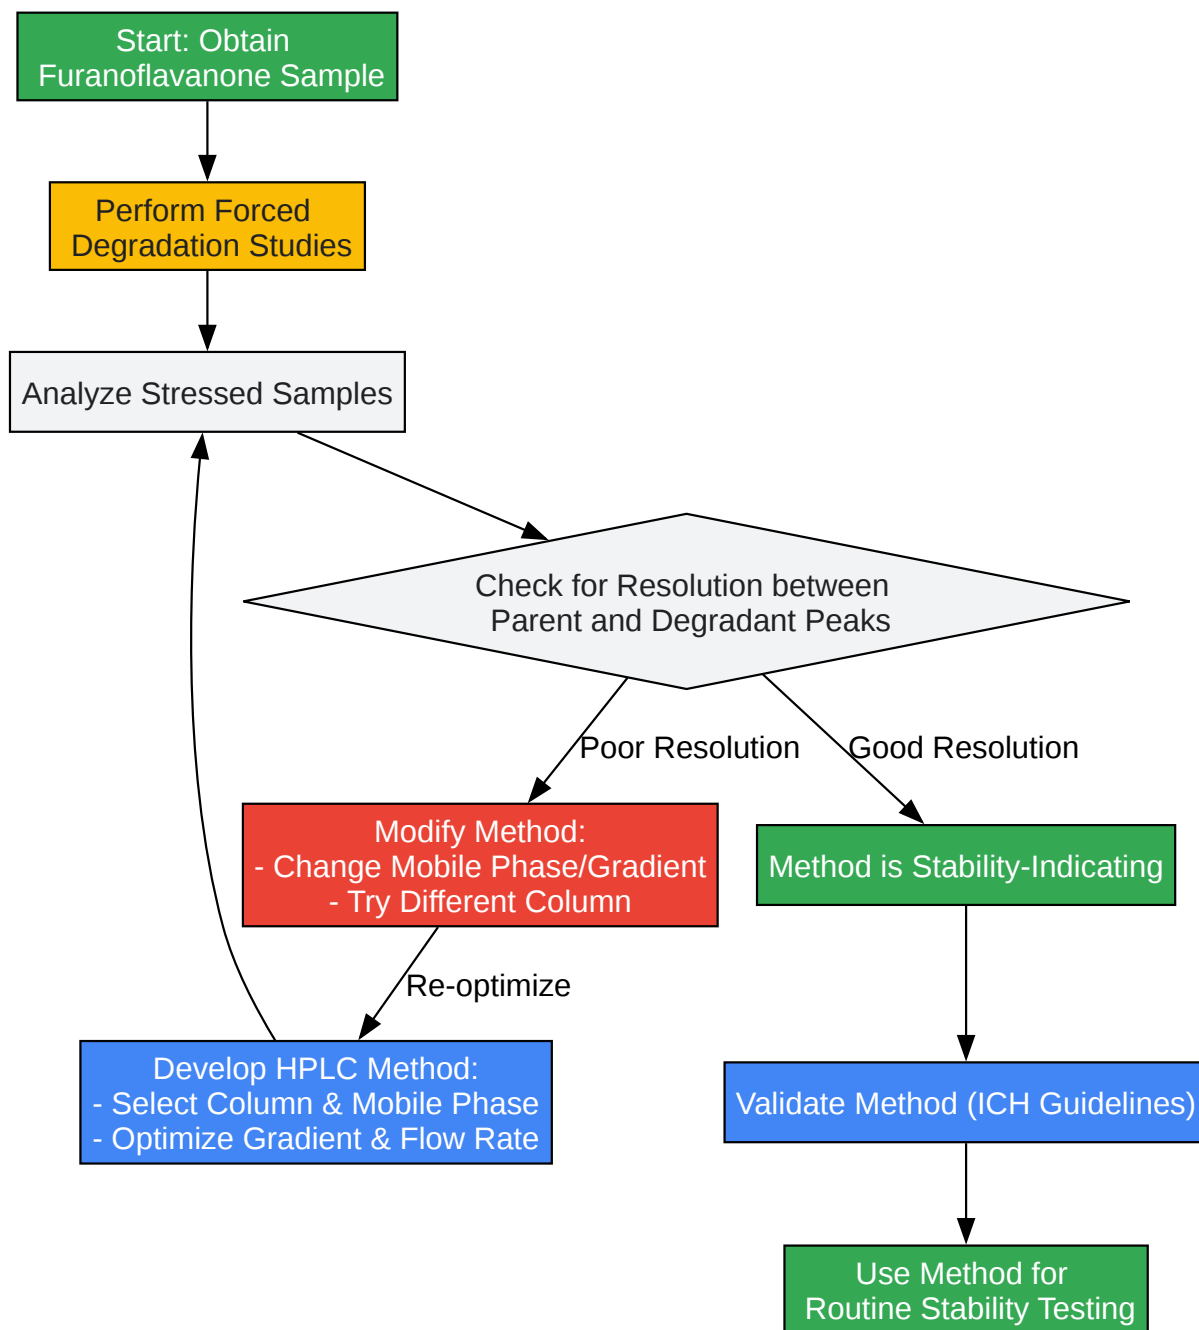 Start: Obtain
Furanoflavanone Sample
Perform Forced
Degradation Studies
Analyze Stressed Samples
Check for Resolution between
Parent and Degradant Peaks
Poor Resolution
Good Resolution
Modify Method:
- Change Mobile Phase/Gradient
- Try Different Column
Method is Stability-Indicating
Re-optimize
Develop HPLC Method:
- Select Column & Mobile Phase
- Optimize Gradient & Flow Rate
Validate Method (ICH Guidelines)
Use Method for
Routine Stability Testing